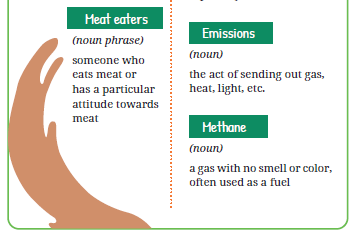 Meat eaters
(noun phrase)
someone who
eats meat or
has a particular
attitude towards
meat
Emissions
(noun)
the act of sending out gas,
heat, light, etc.
Methane
(noun)
a gas with no smell or color,
often used as a fuel